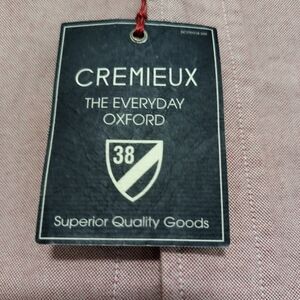 CREMIEUX
THE EVERYDAY
OXFORD
38
Superior Quality Goods